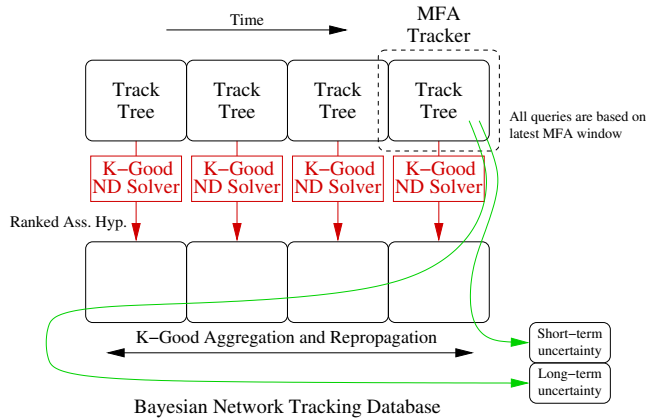 Time
MFA
Tracker
Track
Tree
Track
Tree
Track
Tree
Track
Tree
All queries are based on
latest MFA window
K−Good
ND Solver
K−Good
ND Solver
K−Good
ND Solver
K−Good
ND Solver
Ranked Ass. Hyp.
K−Good Aggregation and Repropagation
Short−term
uncertainty
Long−term
uncertainty
Bayesian Network Tracking Database